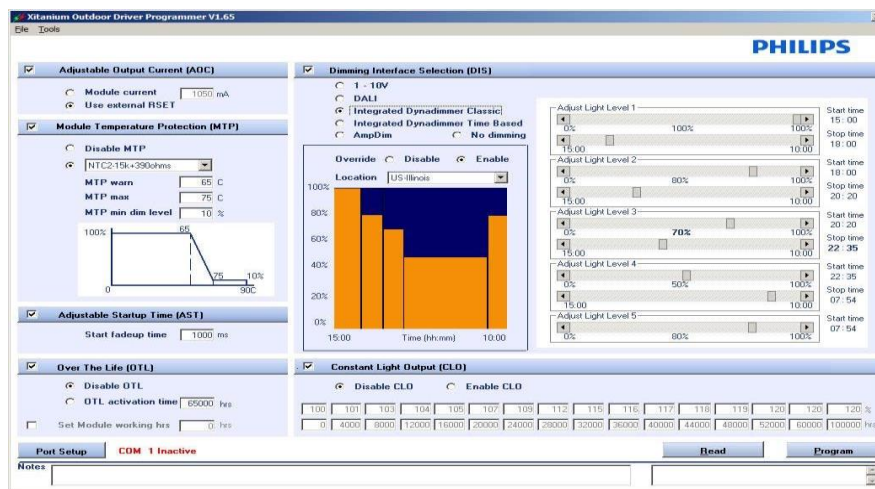 Xitanium Outdoor Driver Programmer V1.65
File Tools
PHILIPS
Adjustable Output Current (AOC)
Module current 1050 mA
Use external RSET
Module Temperature Protection (MTP)
Disable MTP
NTC2-15k+390ohms
MTP warn 65 C
MTP max 75 C
MTP min dim level 10 %
100% 65
75 10%
0 90C
Adjustable Startup Time (AST)
Start fadeup time 1000 ms
Over The Life (OTL)
Disable OTL
OTL activation time 65000 hrs
Set Module working hrs 0 hrs
Dimming Interface Selection (DIS)
1 - 10V
DALI
Integrated Dynadimmer Classic
Integrated Dynadimmer Time Based
AmpDim No dimming
Override Disable Enable
Location US-Illinois
100%
80%
60%
40%
20%
0%
15:00 Time (hh:mm) 10:00
Adjust Light Level 1
0% 100% 100%
15:00 10:00
Start time
15:00
Stop time
18:00
Adjust Light Level 2
0% 80% 100%
15:00 10:00
Start time
18:00
Stop time
20:20
Adjust Light Level 3
0% 70% 100%
15:00 10:00
Start time
20:20
Stop time
22:35
Adjust Light Level 4
0% 50% 100%
15:00 10:00
Start time
22:35
Stop time
07:54
Adjust Light Level 5
0% 80% 100%
Start time
07:54
Constant Light Output (CLO)
Disable CLO Enable CLO
100 101 103 104 105 107 109 112 115 116 117 118 119 120 120 120 %
0 4000 8000 12000 16000 20000 24000 28000 32000 36000 40000 44000 48000 52000 60000 100000 hrs
Port Setup COM 1 Inactive Read Program
Notes